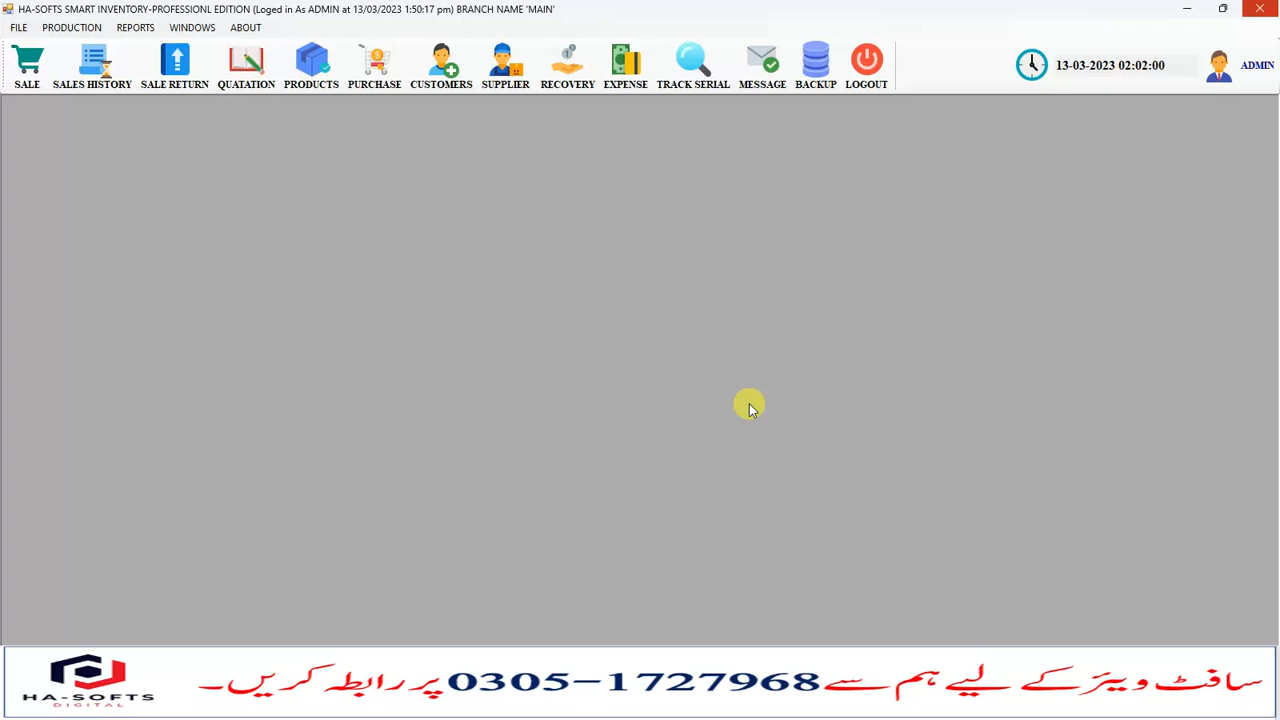 HA-SOFTS SMART INVENTORY-PROFESSIONL EDITION (Loged in As ADMIN at 13/03/2023 1:50:17 pm) BRANCH NAME 'MAIN'
FILE PRODUCTION REPORTS WINDOWS ABOUT
SALE SALES HISTORY SALE RETURN QUATATION PRODUCTS PURCHASE CUSTOMERS SUPPLIER RECOVERY EXPENSE TRACK SERIAL MESSAGE BACKUP LOGOUT
13-03-2023 02:02:00 ADMIN
سافٹ ویئر کے لیے ہم سے 0305-1727968 پر رابطہ کریں۔
HA-SOFTS
DIGITAL